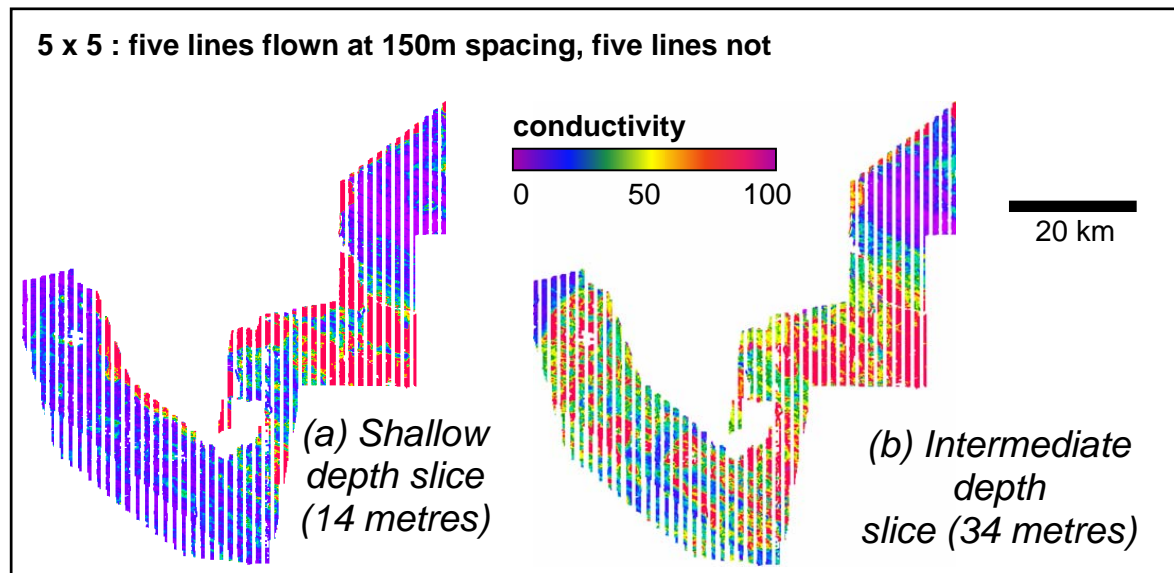 5 x 5 : five lines flown at 150m spacing, five lines not
conductivity
0 50 100
20 km
(a) Shallow
depth slice
(14 metres)
(b) Intermediate
depth
slice (34 metres)